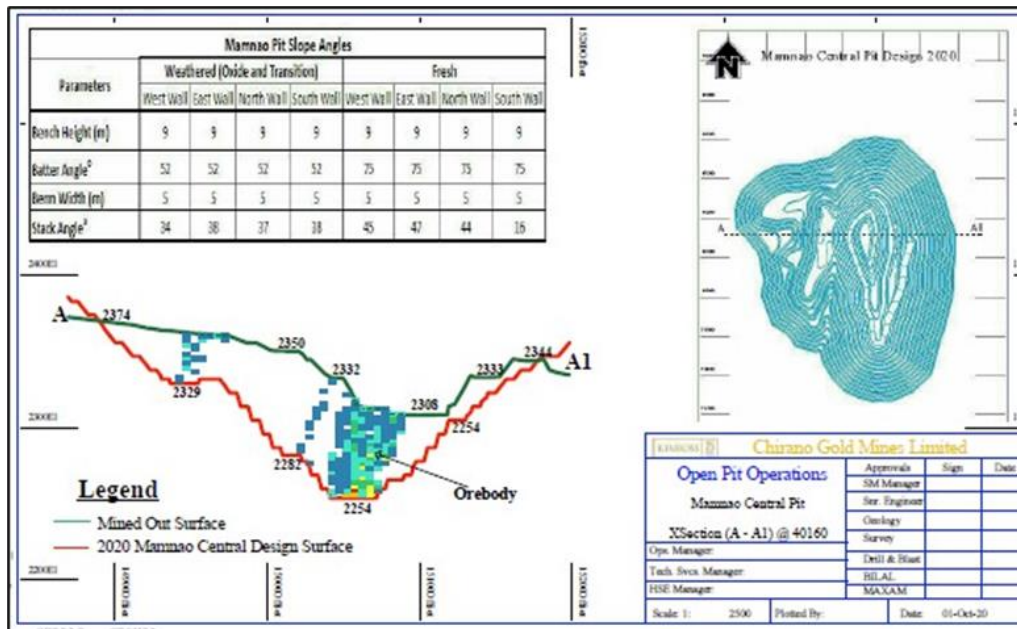 Mamnao Pit Slope Angles
Parameters
Weathered (Oxide and Transition)
Fresh
West Wall East Wall North Wall South Wall West Wall East Wall North Wall South Wall
Bench Height (m) 9 9 9 9 9 9 9 9
Batter Angle° 52 52 52 52 75 75 75 75
Berm Width (m) 5 5 5 5 5 5 5 5
Stack Angle° 34 38 37 38 45 47 44 16
N
Mamnao Central Pit Design 2020
A A1
2400El
A
2374
2350
2332
2344
2333
A1
2329
2308
2300El
2254
2282
Orebody
2254
Legend
Mined Out Surface
2020 Mamnao Central Design Surface
2200El
KINROSS
Chirano Gold Mines Limited
Open Pit Operations
Mamnao Central Pit
XSection (A - A1) @ 40160
Ops. Manager:
Tech. Svcs. Manager:
HSE Manager:
Approvals Sign Date
SM Manager
Snr. Engineer
Geology
Survey
Drill & Blast
BILAL
MAXAM
Scale 1: 2500 Plotted By: Date: 01-Oct-20